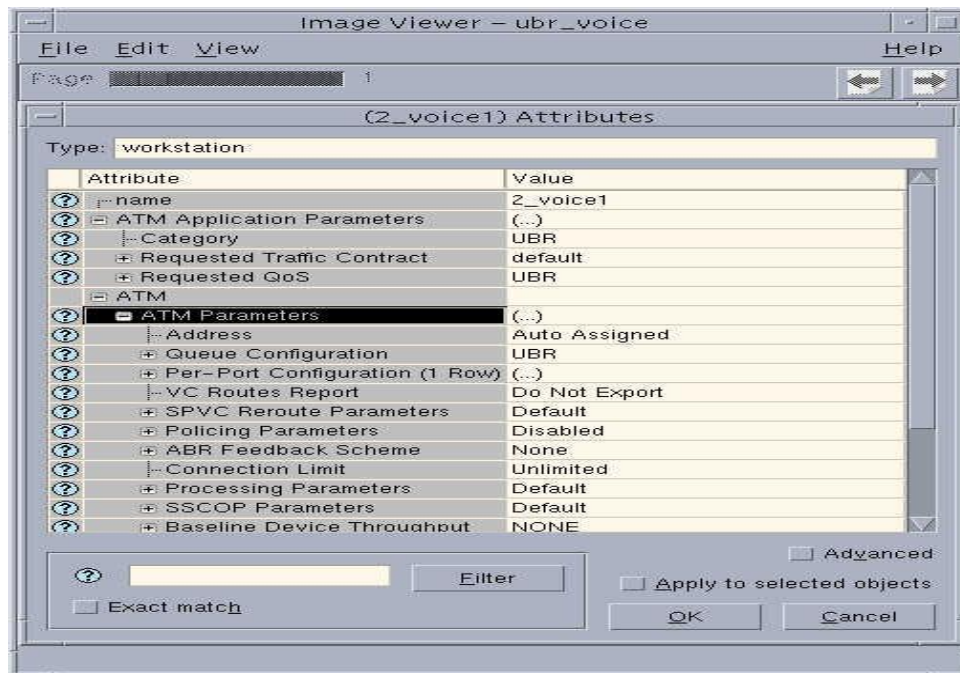 Image Viewer – ubr_voice
File Edit View Help
Page 1
(2_voice1) Attributes
Type: workstation
Attribute Value
name 2_voice1
ATM Application Parameters (...)
Category UBR
Requested Traffic Contract default
Requested QoS UBR
ATM
ATM Parameters (...)
Address Auto Assigned
Queue Configuration UBR
Per-Port Configuration (1 Row) (...)
VC Routes Report Do Not Export
SPVC Reroute Parameters Default
Policing Parameters Disabled
ABR Feedback Scheme None
Connection Limit Unlimited
Processing Parameters Default
SSCOP Parameters Default
Baseline Device Throughput NONE
Advanced
Filter
Apply to selected objects
Exact match
OK Cancel